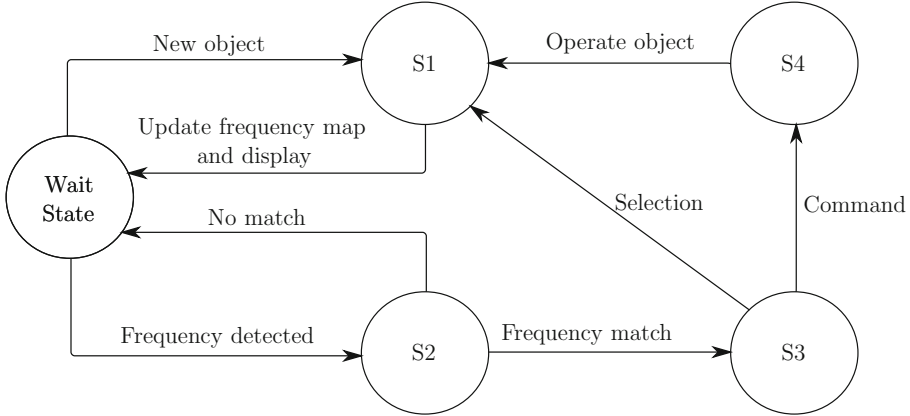 New object
S1
Operate object
S4
Update frequency map
and display
Wait
State
Selection
Command
No match
Frequency detected
S2
Frequency match
S3